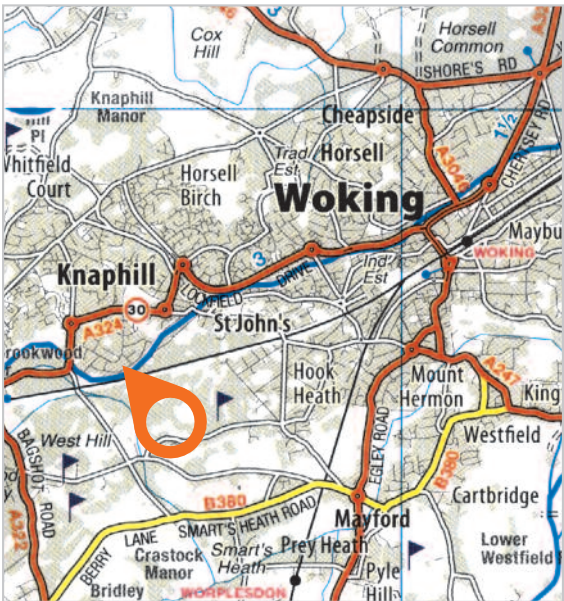 Cox
Hill
Horsell
Common
SHORE'S RD
Knaphill
Manor
Cheapside
1½
CHERTSEY RD
Pl
Whitfield
Court
Trad
Est
Horsell
A3046
Horsell
Birch
Woking
WOKING
Knaphill
3
LOCKFIELD DRIVE
Ind
Est
30
A324
St John's
Hook
Heath
Mount
Hermon
A247
King
Westfield
West Hill
BAGSHOT ROAD
EGLEY ROAD
B380
B380
Cartbridge
A322
BERRY LANE
SMART'S HEATH ROAD
Mayford
Crastock
Manor
Smart's
Heath
Prey Heath
Lower
Westfield
Bridley
WORPLESDON
Pyle
Hill